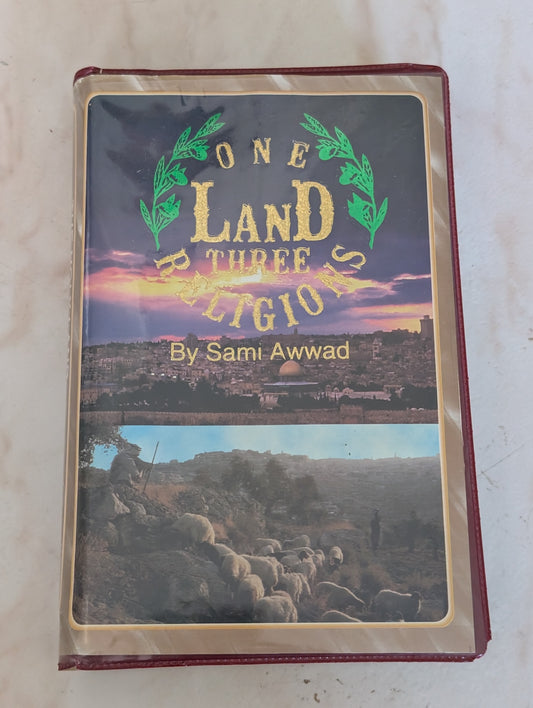 ONE
LAND
THREE
RELIGIONS
By Sami Awwad